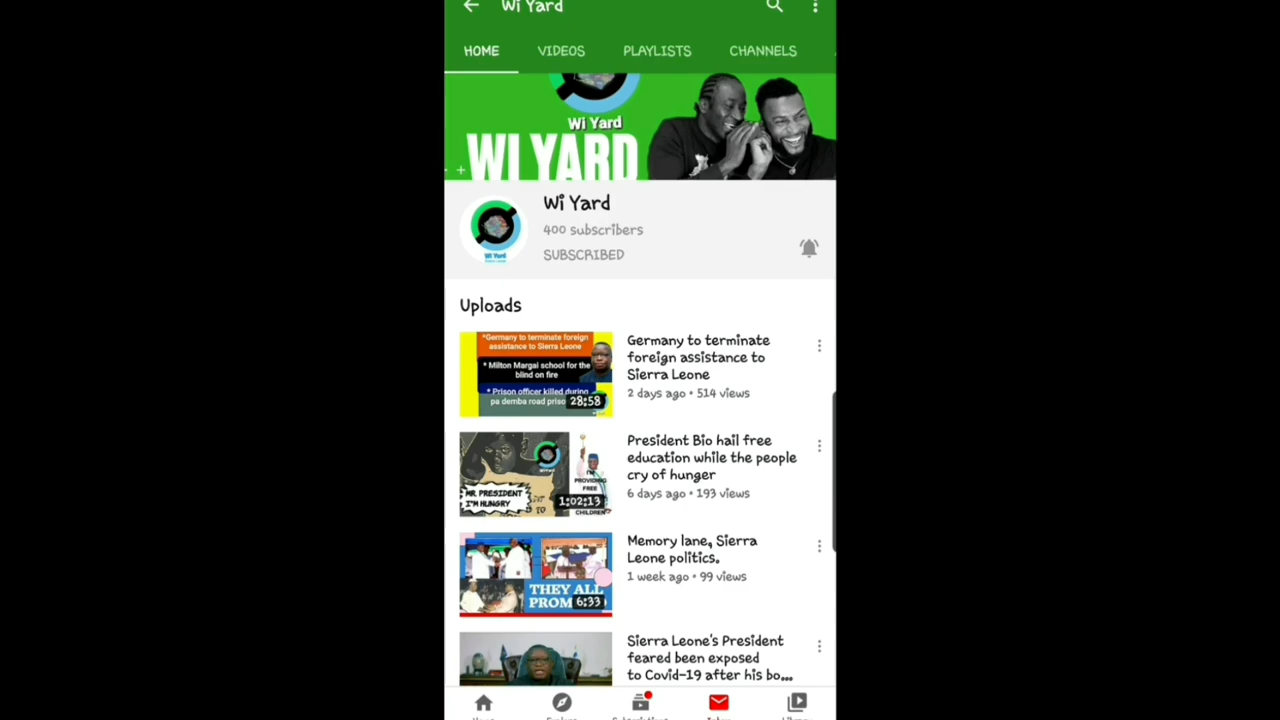 Wi Yard
HOME VIDEOS PLAYLISTS CHANNELS
Wi Yard
WI YARD
Wi Yard
400 subscribers
SUBSCRIBED
Wi Yard
Uploads
*Germany to terminate foreign
assistance to Sierra Leone
* Milton Margai school for the
blind on fire
* Prison officer killed during
pa demba road priso
28:58
Germany to terminate
foreign assistance to
Sierra Leone
2 days ago • 514 views
MR. PRESIDENT
I'M HUNGRY
I'M
PROVIDING
FREE
CHILDREN
1:02:13
President Bio hail free
education while the people
cry of hunger
6 days ago • 193 views
THEY ALL
PROM
6:33
Memory lane, Sierra
Leone politics.
1 week ago • 99 views
Sierra Leone's President
feared been exposed
to Covid-19 after his bo...